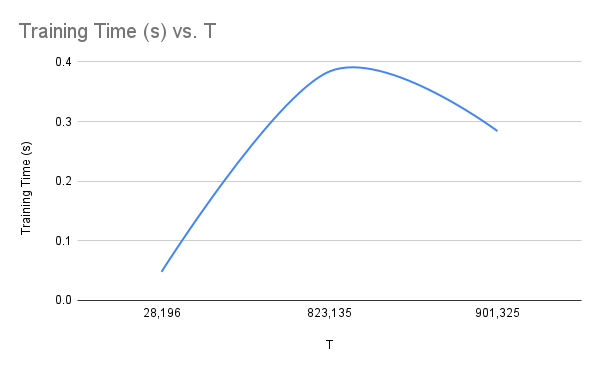 Training Time (s) vs. T
Training Time (s)
0.4
0.3
0.2
0.1
0.0
28,196 823,135 901,325
T